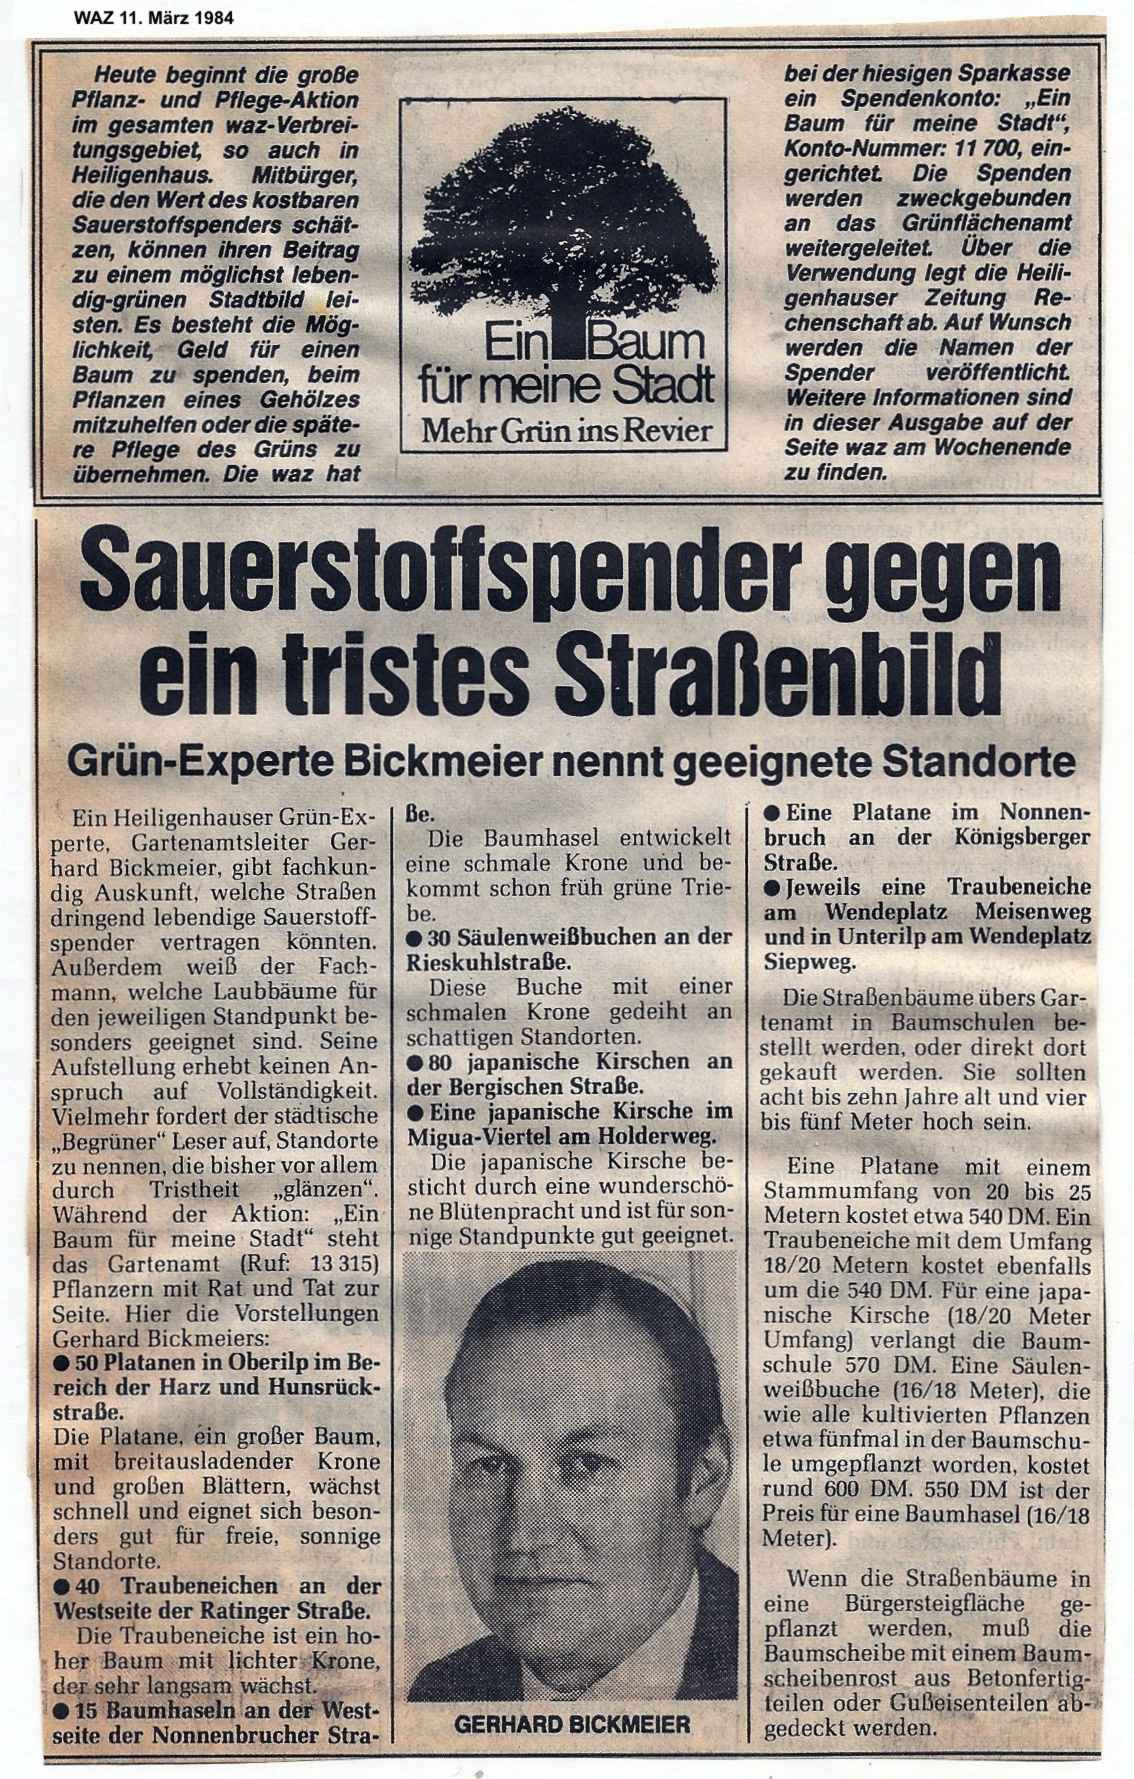 WAZ 11. März 1984
Heute beginnt die große
Pflanz- und Pflege-Aktion
im gesamten waz-Verbrei-
tungsgebiet, so auch in
Heiligenhaus. Mitbürger,
die den Wert des kostbaren
Sauerstoffspenders schät-
zen, können ihren Beitrag
zu einem möglichst leben-
dig-grünen Stadtbild lei-
sten. Es besteht die Mög-
lichkeit, Geld für einen
Baum zu spenden, beim
Pflanzen eines Gehölzes
mitzuhelfen oder die späte-
re Pflege des Grüns zu
übernehmen. Die waz hat
Ein Baum
für meine Stadt
Mehr Grün ins Revier
bei der hiesigen Sparkasse
ein Spendenkonto: „Ein
Baum für meine Stadt“,
Konto-Nummer: 11 700, ein-
gerichtet. Die Spenden
werden zweckgebunden
an das Grünflächenamt
weitergeleitet. Über die
Verwendung legt die Heili-
genhauser Zeitung Re-
chenschaft ab. Auf Wunsch
werden die Namen der
Spender veröffentlicht.
Weitere Informationen sind
in dieser Ausgabe auf der
Seite waz am Wochenende
zu finden.
Sauerstoffspender gegen
ein tristes Straßenbild
Grün-Experte Bickmeier nennt geeignete Standorte
Ein Heiligenhauser Grün-Ex-
perte, Gartenamtsleiter Ger-
hard Bickmeier, gibt fachkun-
dig Auskunft, welche Straßen
dringend lebendige Sauerstoff-
spender vertragen könnten.
Außerdem weiß der Fach-
mann, welche Laubbäume für
den jeweiligen Standpunkt be-
sonders geeignet sind. Seine
Aufstellung erhebt keinen An-
spruch auf Vollständigkeit.
Vielmehr fordert der städtische
„Begrüner“ Leser auf, Standorte
zu nennen, die bisher vor allem
durch Tristheit „glänzen“.
Während der Aktion: „Ein
Baum für meine Stadt“ steht
das Gartenamt (Ruf: 13 315)
Pflanzern mit Rat und Tat zur
Seite. Hier die Vorstellungen
Gerhard Bickmeiers:
● 50 Platanen in Oberilp im Be-
reich der Harz und Hunsrück-
straße.
Die Platane, ein großer Baum,
mit breitausladender Krone
und großen Blättern, wächst
schnell und eignet sich beson-
ders gut für freie, sonnige
Standorte.
● 40 Traubeneichen an der
Westseite der Ratinger Straße.
Die Traubeneiche ist ein ho-
her Baum mit lichter Krone,
der sehr langsam wächst.
● 15 Baumhaseln an der West-
seite der Nonnenbrucher Stra-
ße.
Die Baumhasel entwickelt
eine schmale Krone und be-
kommt schon früh grüne Trie-
be.
● 30 Säulenweißbuchen an der
Rieskuhlstraße.
Diese Buche mit einer
schmalen Krone gedeiht an
schattigen Standorten.
● 80 japanische Kirschen an
der Bergischen Straße.
● Eine japanische Kirsche im
Migua-Viertel am Holderweg.
Die japanische Kirsche be-
sticht durch eine wunderschö-
ne Blütenpracht und ist für son-
nige Standpunkte gut geeignet.
GERHARD BICKMEIER
● Eine Platane im Nonnen-
bruch an der Königsberger
Straße.
● Jeweils eine Traubeneiche
am Wendeplatz Meisenweg
und in Unterilp am Wendeplatz
Siepweg.
Die Straßenbäume übers Gar-
tenamt in Baumschulen be-
stellt werden, oder direkt dort
gekauft werden. Sie sollten
acht bis zehn Jahre alt und vier
bis fünf Meter hoch sein.
Eine Platane mit einem
Stammumfang von 20 bis 25
Metern kostet etwa 540 DM. Ein
Traubeneiche mit dem Umfang
18/20 Metern kostet ebenfalls
um die 540 DM. Für eine japa-
nische Kirsche (18/20 Meter
Umfang) verlangt die Baum-
schule 570 DM. Eine Säulen-
weißbuche (16/18 Meter), die
wie alle kultivierten Pflanzen
etwa fünfmal in der Baumschu-
le umgepflanzt worden, kostet
rund 600 DM. 550 DM ist der
Preis für eine Baumhasel (16/18
Meter).
Wenn die Straßenbäume in
eine Bürgersteigfläche ge-
pflanzt werden, muß die
Baumscheibe mit einem Baum-
scheibenrost aus Betonfertig-
teilen oder Gußeisenteilen ab-
gedeckt werden.